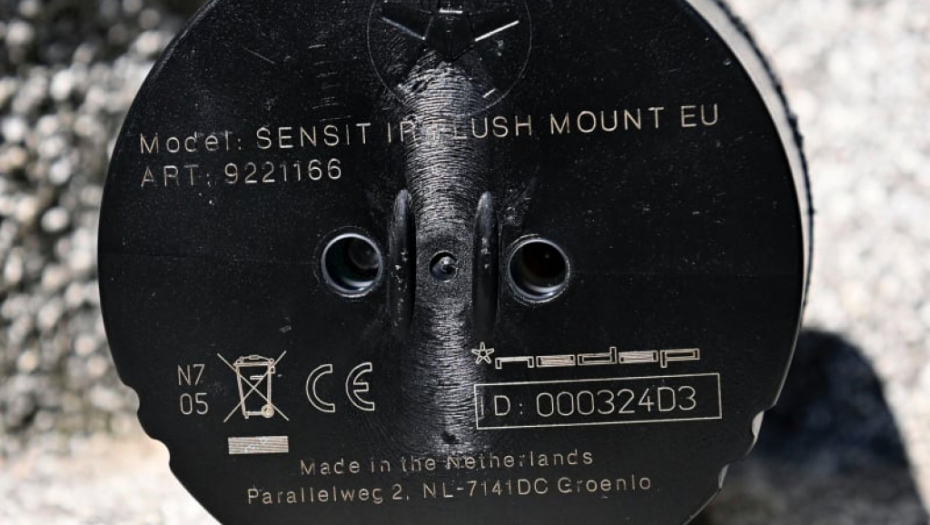 Model: SENSIT IR FLUSH MOUNT EU
ART: 9221166
N7
05
CE
nedap
ID: 000324D3
Made in the Netherlands
Parallelweg 2, NL-7141DC Groenlo